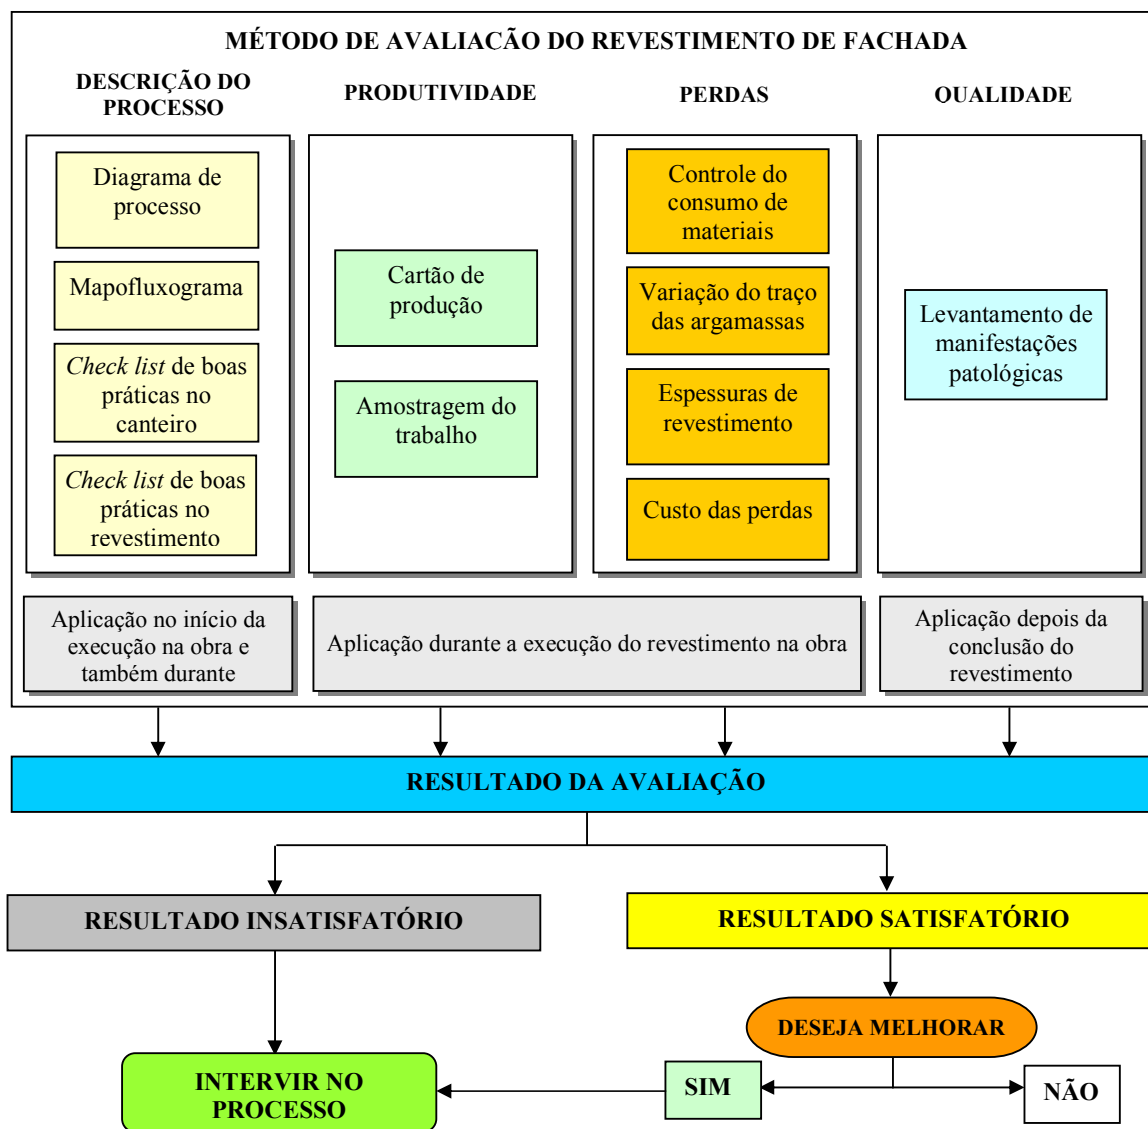 MÉTODO DE AVALIACÃO DO REVESTIMENTO DE FACHADA
DESCRIÇÃO DO
PROCESSO
PRODUTIVIDADE
PERDAS
OUALIDADE
Diagrama de
processo
Mapofluxograma
Check list de boas
práticas no
canteiro
Check list de boas
práticas no
revestimento
Cartão de
produção
Amostragem do
trabalho
Controle do
consumo de
materiais
Variação do traço
das argamassas
Espessuras de
revestimento
Custo das perdas
Levantamento de
manifestações
patológicas
Aplicação no início da
execução na obra e
também durante
Aplicação durante a execução do revestimento na obra
Aplicação depois da
conclusão do
revestimento
RESULTADO DA AVALIAÇÃO
RESULTADO INSATISFATÓRIO
RESULTADO SATISFATÓRIO
DESEJA MELHORAR
INTERVIR NO
PROCESSO
SIM
NÃO